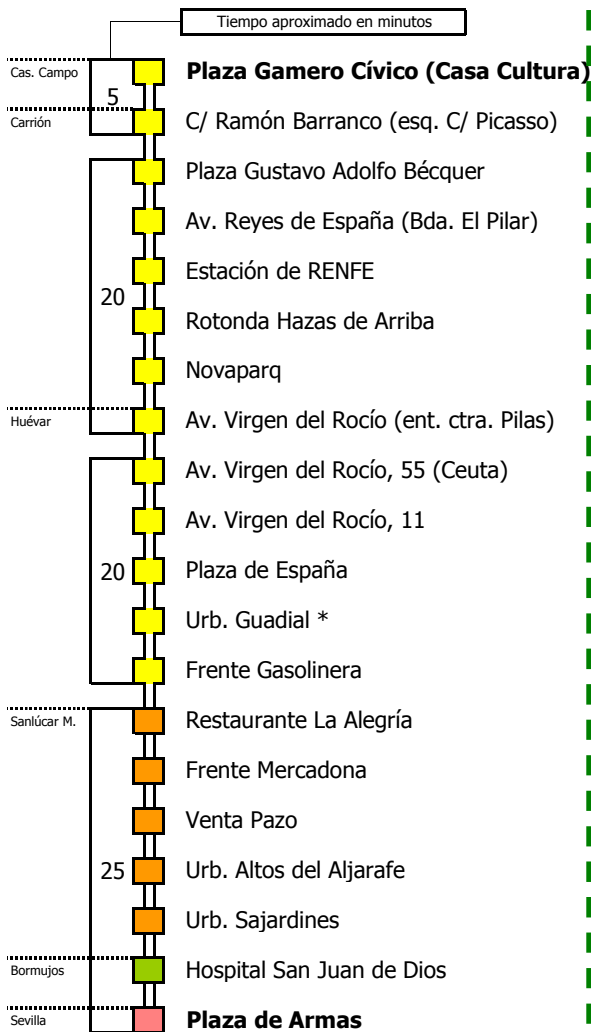 Tiempo aproximado en minutos
Cas. Campo Plaza Gamero Cívico (Casa Cultura)
5
Carrión C/ Ramón Barranco (esq. C/ Picasso)
Plaza Gustavo Adolfo Bécquer
Av. Reyes de España (Bda. El Pilar)
Estación de RENFE
20
Rotonda Hazas de Arriba
Novaparq
Huévar Av. Virgen del Rocío (ent. ctra. Pilas)
Av. Virgen del Rocío, 55 (Ceuta)
Av. Virgen del Rocío, 11
20 Plaza de España
Urb. Guadial *
Frente Gasolinera
Sanlúcar M. Restaurante La Alegría
Frente Mercadona
Venta Pazo
25 Urb. Altos del Aljarafe
Urb. Sajardines
Bormujos Hospital San Juan de Dios
Sevilla Plaza de Armas